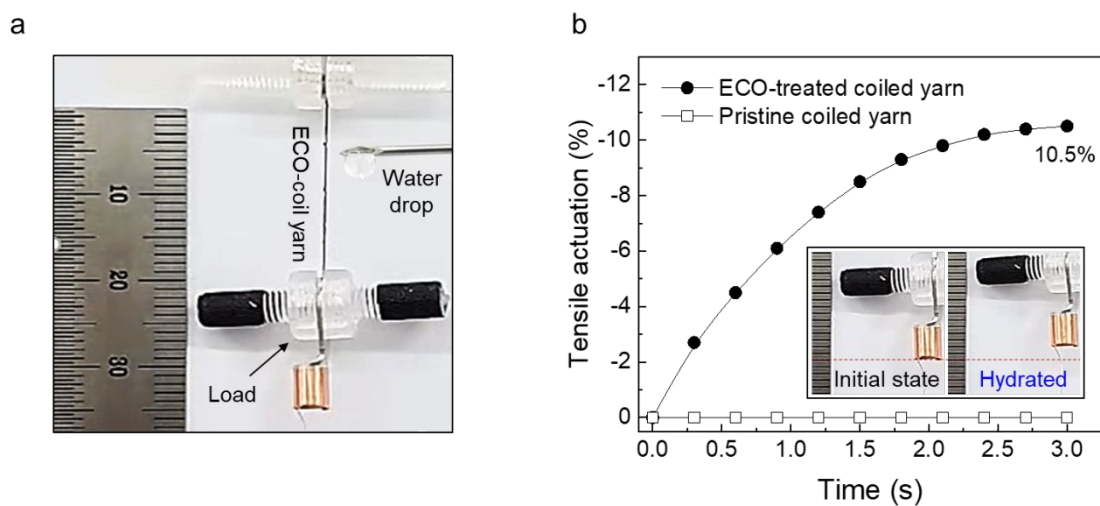 a
ECO-coil yarn
Water
drop
10
20
30
Load
b
ECO-treated coiled yarn
Pristine coiled yarn
10.5%
Initial state
Hydrated
Tensile actuation (%)
-12
-10
-8
-6
-4
-2
0
0.0 0.5 1.0 1.5 2.0 2.5 3.0
Time (s)